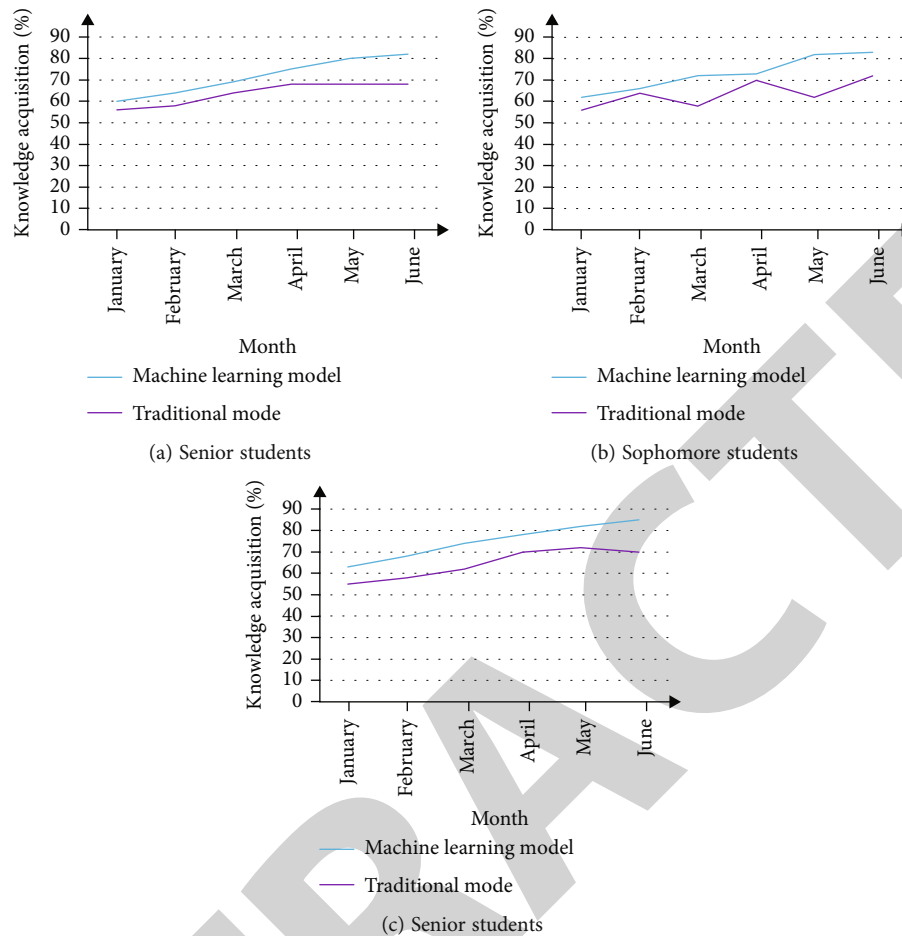 Knowledge acquisition (%)
90
80
70
60
50
40
30
20
10
0
January
February
March
April
May
June
Month
Machine learning model
Traditional mode
(a) Senior students
Knowledge acquisition (%)
90
80
70
60
50
40
30
20
10
0
January
February
March
April
May
June
Month
Machine learning model
Traditional mode
(b) Sophomore students
Knowledge acquisition (%)
90
80
70
60
50
40
30
20
10
0
January
February
March
April
May
June
Month
Machine learning model
Traditional mode
(c) Senior students
RACTE